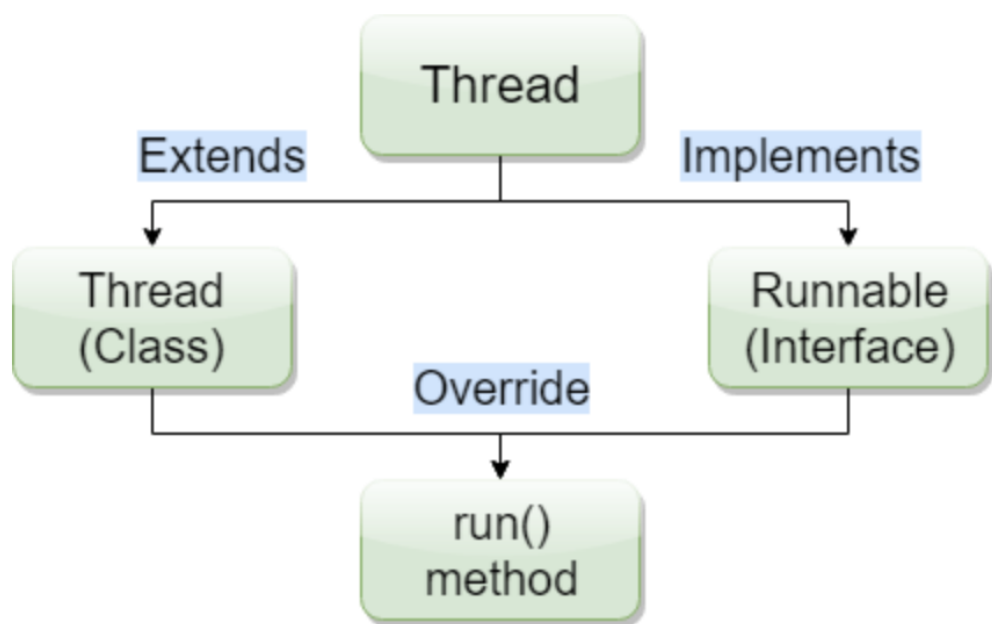 Thread
Extends
Implements
Thread
(Class)
Runnable
(Interface)
Override
run()
method